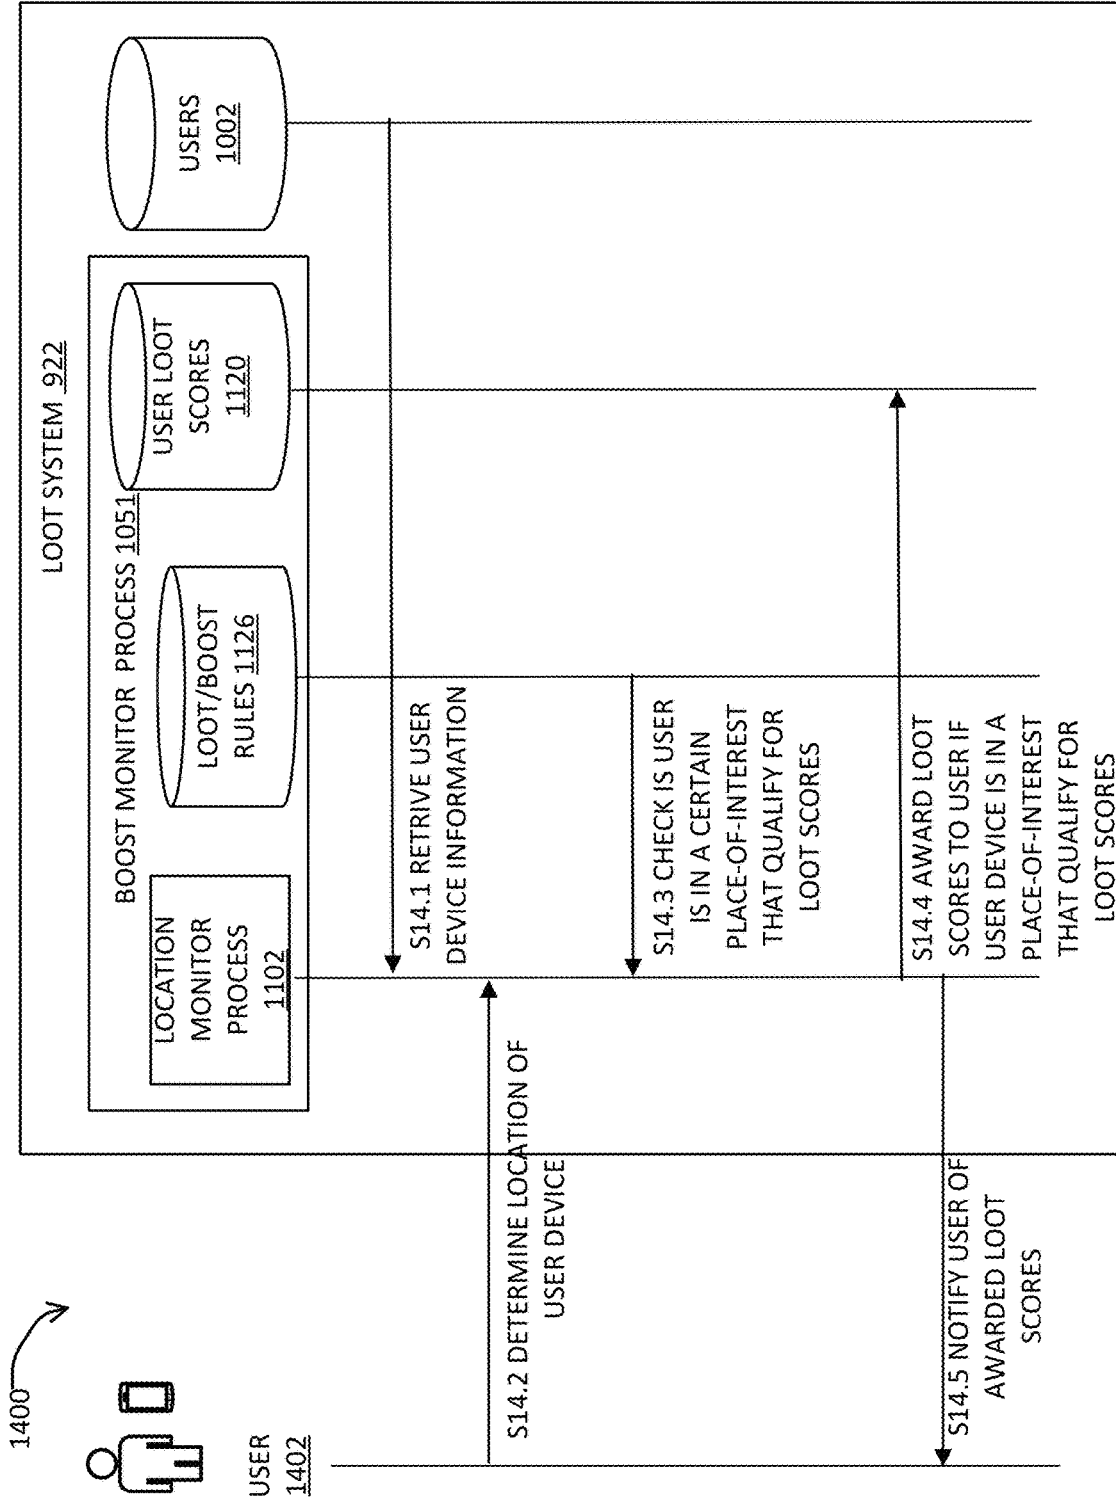 1400
LOOT SYSTEM 922
BOOST MONITOR PROCESS 1051
USER
1402
LOCATION
MONITOR
PROCESS
1102
LOOT/BOOST
RULES 1126
USER LOOT
SCORES
1120
USERS
1002
S14.1 RETRIVE USER
DEVICE INFORMATION
S14.2 DETERMINE LOCATION OF
USER DEVICE
S14.3 CHECK IS USER
IS IN A CERTAIN
PLACE-OF-INTEREST
THAT QUALIFY FOR
LOOT SCORES
S14.4 AWARD LOOT
SCORES TO USER IF
USER DEVICE IS IN A
PLACE-OF-INTEREST
THAT QUALIFY FOR
LOOT SCORES
S14.5 NOTIFY USER OF
AWARDED LOOT
SCORES